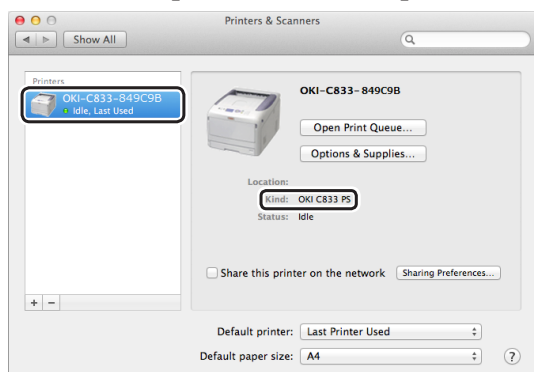 Printers & Scanners
Show All
Printers
OKI-C833-849C9B
Idle, Last Used
OKI-C833-849C9B
Open Print Queue...
Options & Supplies...
Location:
Kind: OKI C833 PS
Status: Idle
Share this printer on the network Sharing Preferences...
+ −
Default printer: Last Printer Used
Default paper size: A4 ?